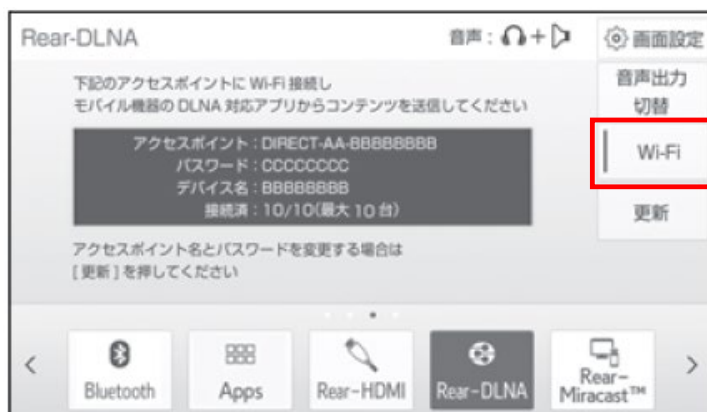 Rear-DLNA
音声：
+
画面設定
下記のアクセスポイントに Wi-Fi 接続し
モバイル機器の DLNA 対応アプリからコンテンツを送信してください
音声出力
切替
アクセスポイント：DIRECT-AA-BBBBBBBB
パスワード：CCCCCCCC
デバイス名：BBBBBBBB
接続済：10/10(最大 10 台)
Wi-Fi
更新
アクセスポイント名とパスワードを変更する場合は
[ 更新 ] を押してください
<
Bluetooth
Apps
Rear-HDMI
Rear-DLNA
Rear-
Miracast™
>